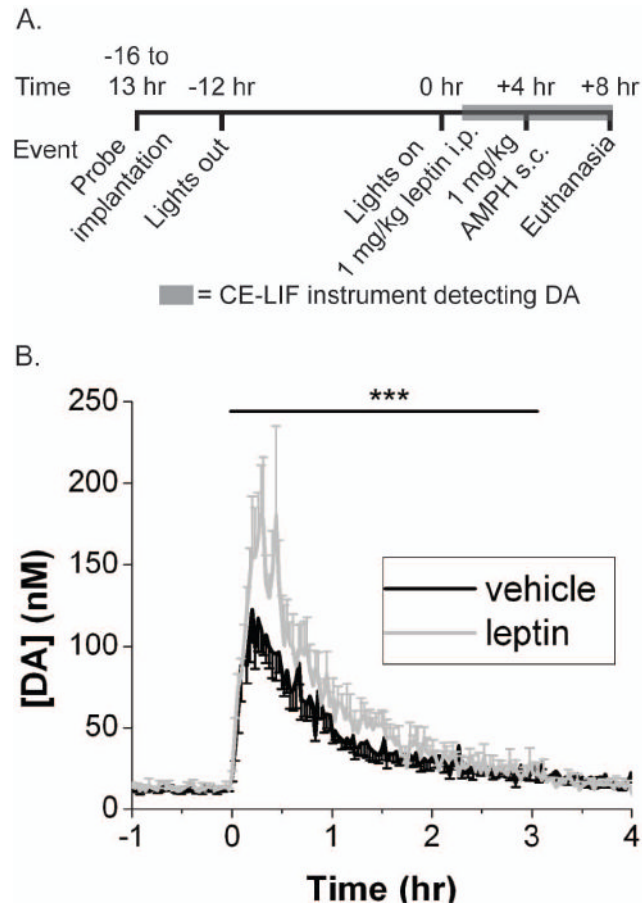 A.
-16 to
Time 13 hr -12 hr 0 hr +4 hr +8 hr
Event
Probe
implantation
Lights out
Lights on
1 mg/kg leptin i.p.
1 mg/kg
AMPH s.c.
Euthanasia
= CE-LIF instrument detecting DA
B.
***
250
200
150
100
50
0
[DA] (nM)
vehicle
leptin
-1 0 1 2 3 4
Time (hr)